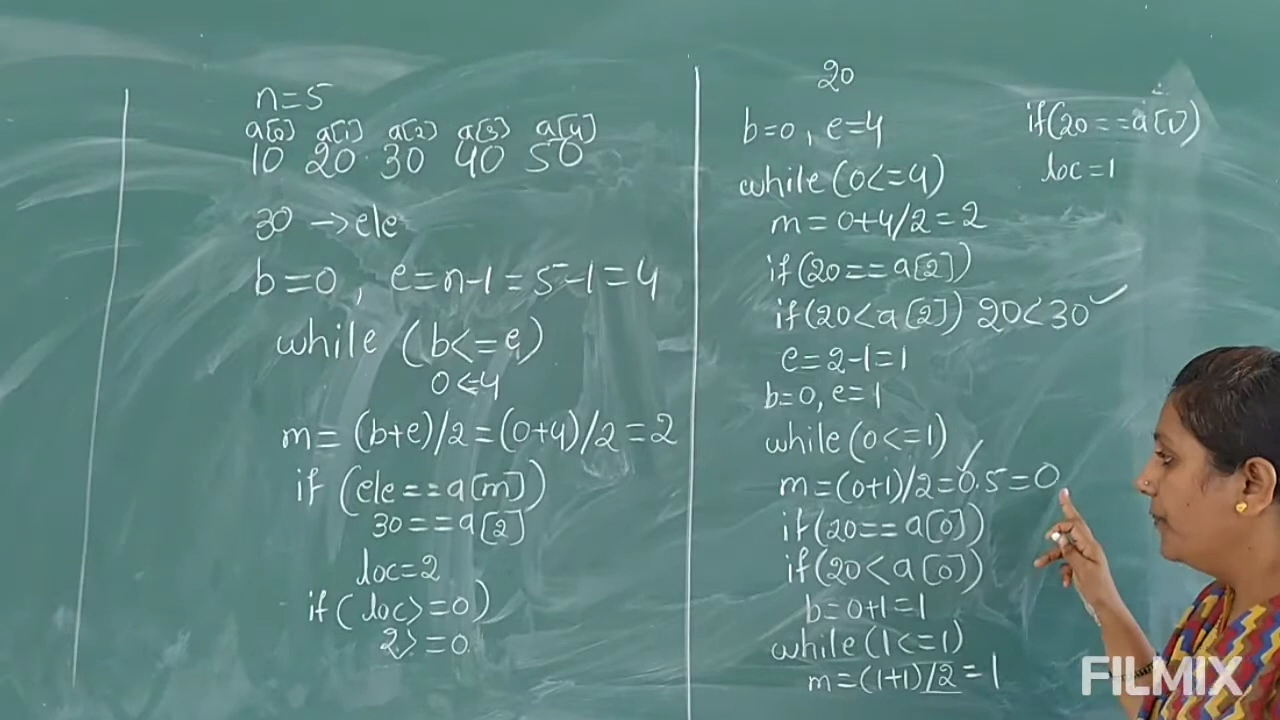 n=5
a[0] a[1] a[2] a[3] a[4]
10 20 30 40 50
30 → ele
b=0 , e=n-1=5-1=4
while (b<=e)
0<=4
m=(b+e)/2=(0+4)/2=2
if (ele==a[m])
30==a[2]
loc=2
if(loc>=0)
2>=0
20
b=0, e=4
while(0<=4)
m=0+4/2=2
if(20==a[2])
if(20<a[2]) 20<30 ✓
e=2-1=1
b=0, e=1
while(0<=1)
m=(0+1)/2=0.5=0
if(20==a[0])
if(20<a[0])
b=0+1=1
while(1<=1)
m=(1+1)/2=1
if(20==a[1])
loc=1
FILMIX